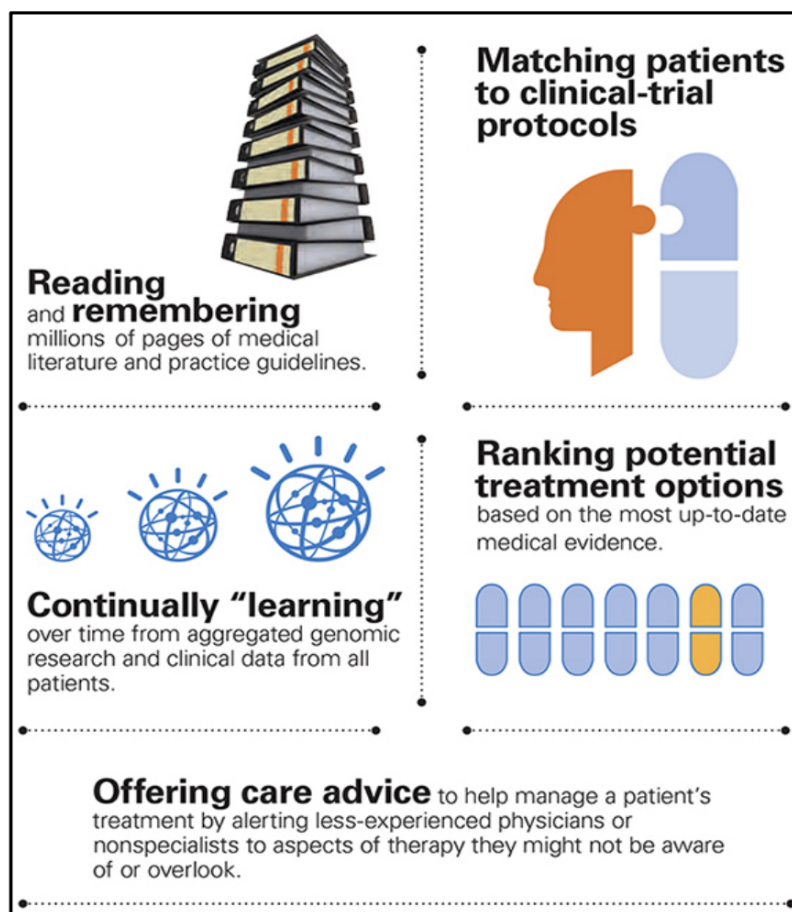 Matching patients
to clinical-trial
protocols
Reading
and remembering
millions of pages of medical
literature and practice guidelines.
Ranking potential
treatment options
based on the most up-to-date
medical evidence.
Continually “learning”
over time from aggregated genomic
research and clinical data from all
patients.
Offering care advice to help manage a patient’s
treatment by alerting less-experienced physicians or
nonspecialists to aspects of therapy they might not be aware
of or overlook.